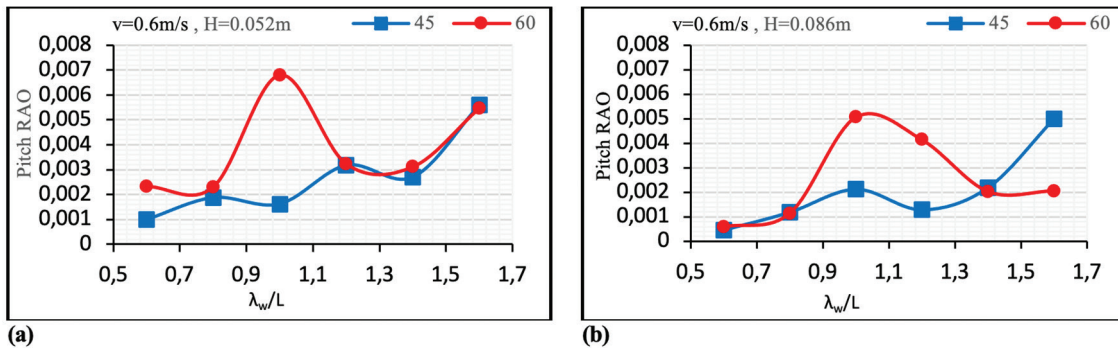 v=0.6m/s , H=0.052m 45 60
0,008
0,007
0,006
0,005
0,004
0,003
0,002
0,001
0
Pitch RAO
0,5 0,7 0,9 1,1 1,3 1,5 1,7
λw/L
(a)
v=0.6m/s , H=0.086m 45 60
0,008
0,007
0,006
0,005
0,004
0,003
0,002
0,001
0
Pitch RAO
0,5 0,7 0,9 1,1 1,3 1,5 1,7
λw/L
(b)